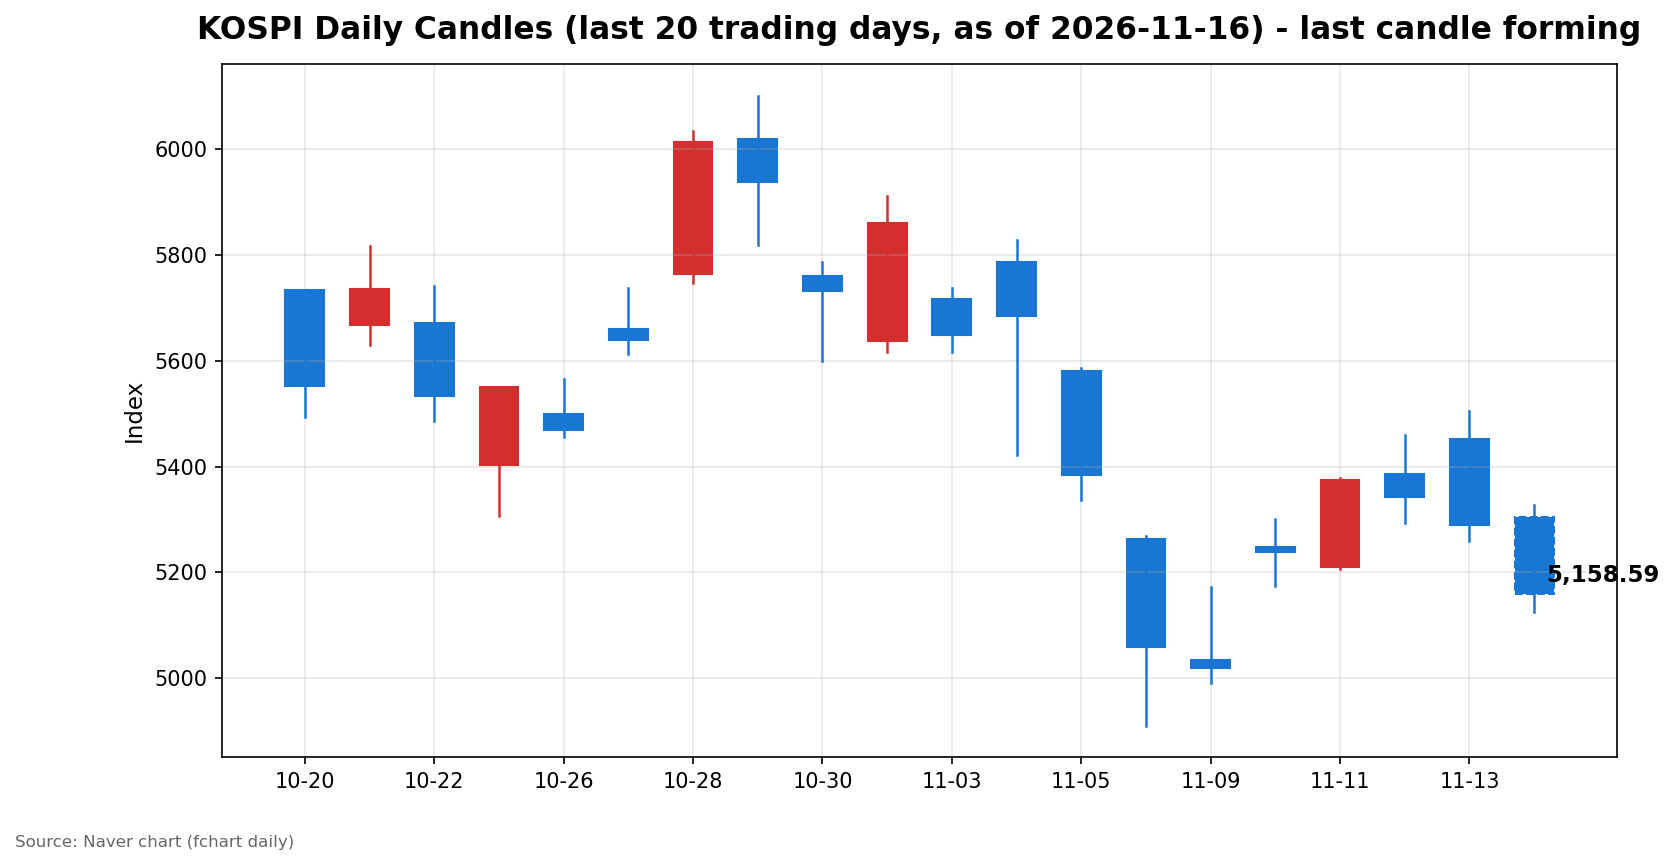 KOSPI Daily Candles (last 20 trading days, as of 2026-11-16) - last candle forming
Index
6000
5800
5600
5400
5200
5000
5,158.59
10-20 10-22 10-26 10-28 10-30 11-03 11-05 11-09 11-11 11-13
Source: Naver chart (fchart daily)